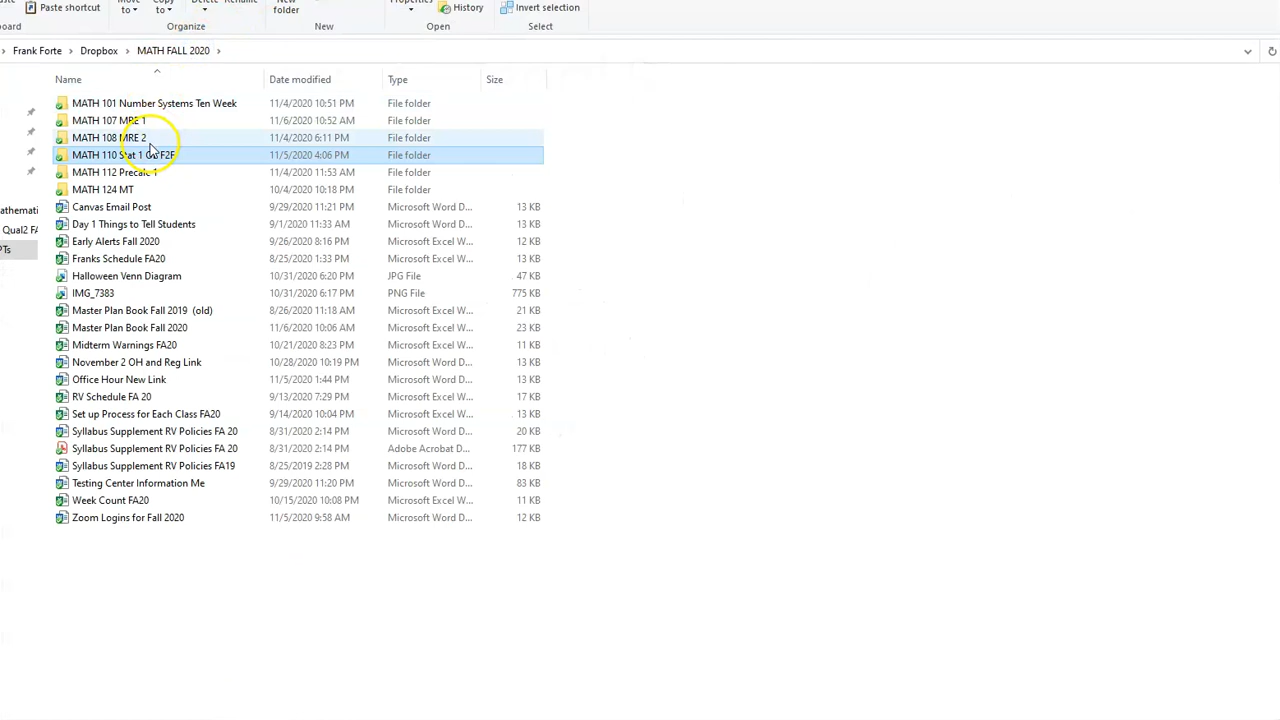 Paste shortcut
Move to
Copy to
Delete
Rename
New folder
Properties
History
Invert selection
Organize
New
Open
Select
Frank Forte > Dropbox > MATH FALL 2020 >
Name Date modified Type Size
MATH 101 Number Systems Ten Week 11/4/2020 10:51 PM File folder
MATH 107 MRE 1 11/6/2020 10:52 AM File folder
MATH 108 MRE 2 11/4/2020 6:11 PM File folder
MATH 110 Stat 1 F2F 11/5/2020 4:06 PM File folder
MATH 112 Precalc 1 11/4/2020 11:53 AM File folder
MATH 124 MT 10/4/2020 10:18 PM File folder
Canvas Email Post 9/29/2020 11:21 PM Microsoft Word D... 13 KB
Day 1 Things to Tell Students 9/1/2020 11:33 AM Microsoft Word D... 13 KB
Early Alerts Fall 2020 9/26/2020 8:16 PM Microsoft Excel W... 12 KB
Franks Schedule FA20 8/25/2020 1:33 PM Microsoft Excel W... 13 KB
Halloween Venn Diagram 10/31/2020 6:20 PM JPG File 47 KB
IMG_7383 10/31/2020 6:17 PM PNG File 775 KB
Master Plan Book Fall 2019 (old) 8/26/2020 11:18 AM Microsoft Excel W... 21 KB
Master Plan Book Fall 2020 11/6/2020 10:06 AM Microsoft Excel W... 23 KB
Midterm Warnings FA20 10/21/2020 8:23 PM Microsoft Excel W... 11 KB
November 2 OH and Reg Link 10/28/2020 10:19 PM Microsoft Word D... 13 KB
Office Hour New Link 11/5/2020 1:44 PM Microsoft Word D... 13 KB
RV Schedule FA 20 9/13/2020 7:29 PM Microsoft Excel W... 17 KB
Set up Process for Each Class FA20 9/14/2020 10:04 PM Microsoft Excel W... 13 KB
Syllabus Supplement RV Policies FA 20 8/31/2020 2:14 PM Microsoft Word D... 20 KB
Syllabus Supplement RV Policies FA 20 8/31/2020 2:14 PM Adobe Acrobat D... 177 KB
Syllabus Supplement RV Policies FA19 8/25/2019 2:28 PM Microsoft Word D... 18 KB
Testing Center Information Me 9/29/2020 11:20 PM Microsoft Word D... 83 KB
Week Count FA20 10/15/2020 10:08 PM Microsoft Excel W... 11 KB
Zoom Logins for Fall 2020 11/5/2020 9:58 AM Microsoft Word D... 12 KB
athemati
Qual2 FA
PTs